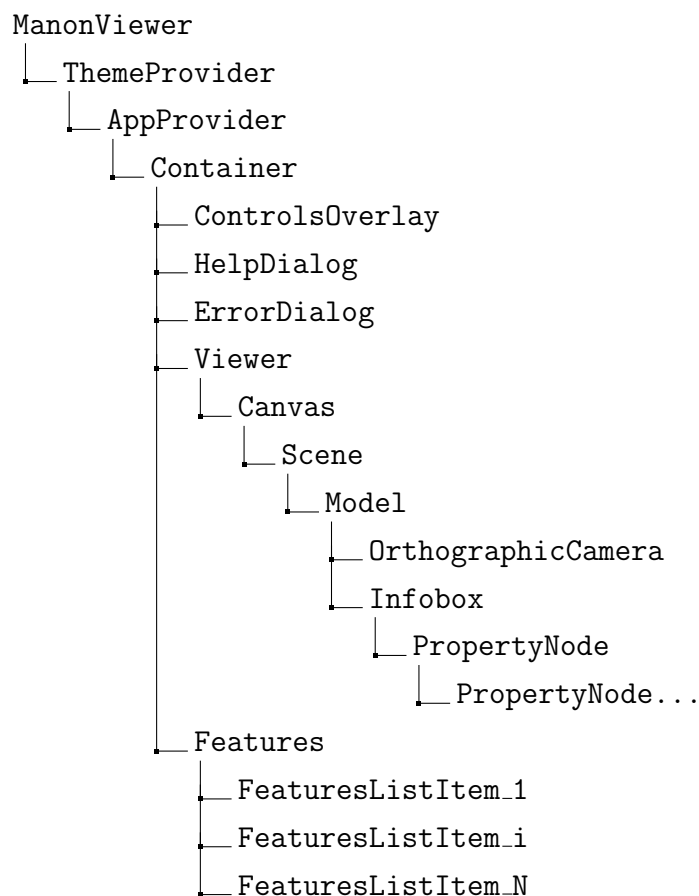 ManonViewer
ThemeProvider
AppProvider
Container
ControlsOverlay
HelpDialog
ErrorDialog
Viewer
Canvas
Scene
Model
OrthographicCamera
Infobox
PropertyNode
PropertyNode...
Features
FeaturesListItem_1
FeaturesListItem_i
FeaturesListItem_N